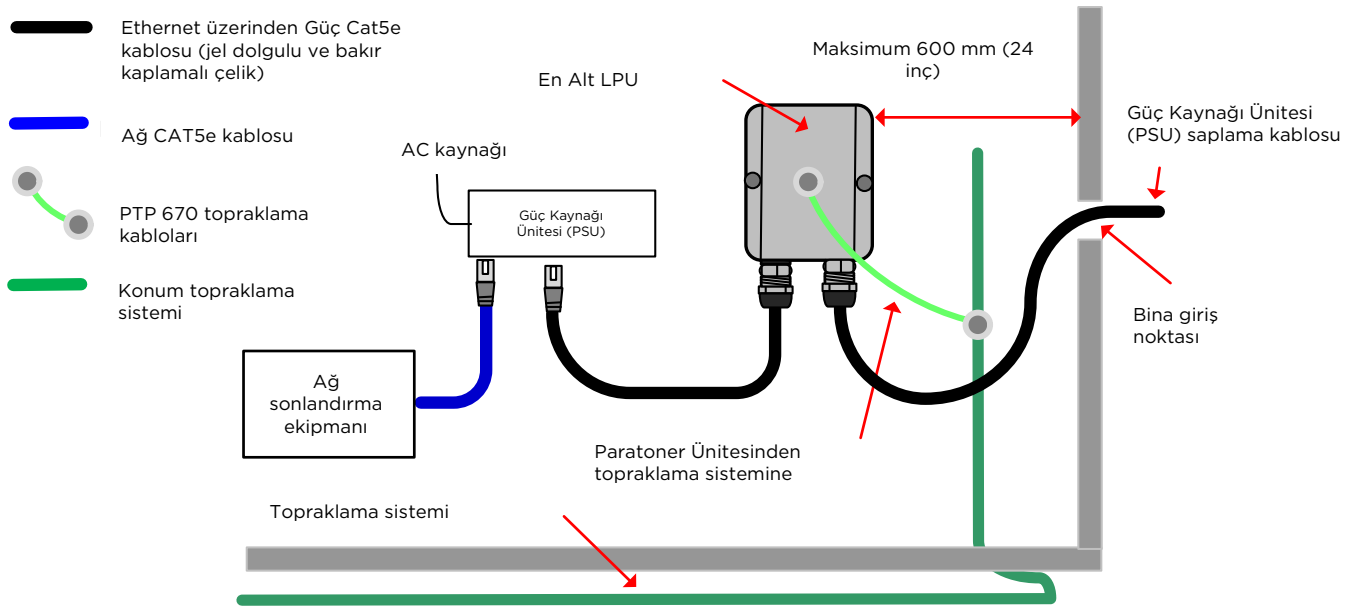 Ethernet üzerinden Güç Cat5e
kablosu (jel dolgulu ve bakır
kaplamalı çelik)
Ağ CAT5e kablosu
PTP 670 topraklama
kabloları
Konum topraklama
sistemi
En Alt LPU
Maksimum 600 mm (24
inç)
Güç Kaynağı Ünitesi
(PSU) saplama kablosu
AC kaynağı
Güç Kaynağı
Ünitesi (PSU)
Bina giriş
noktası
Ağ
sonlandırma
ekipmanı
Paratoner Ünitesinden
topraklama sistemine
Topraklama sistemi